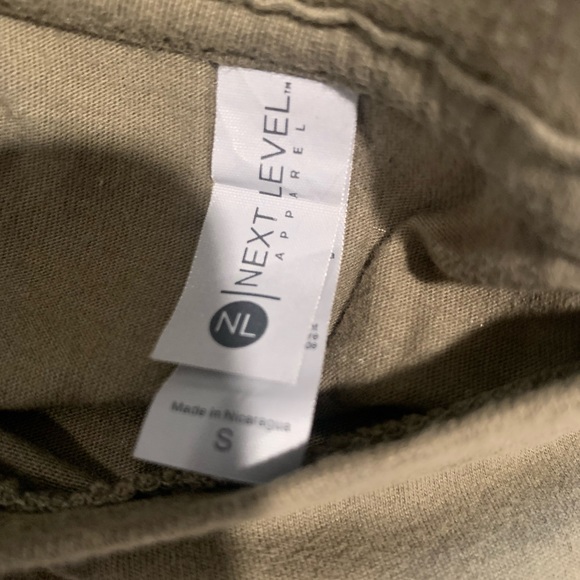 NL | NEXT LEVEL™
APPAREL
Made in Nicaragua
S